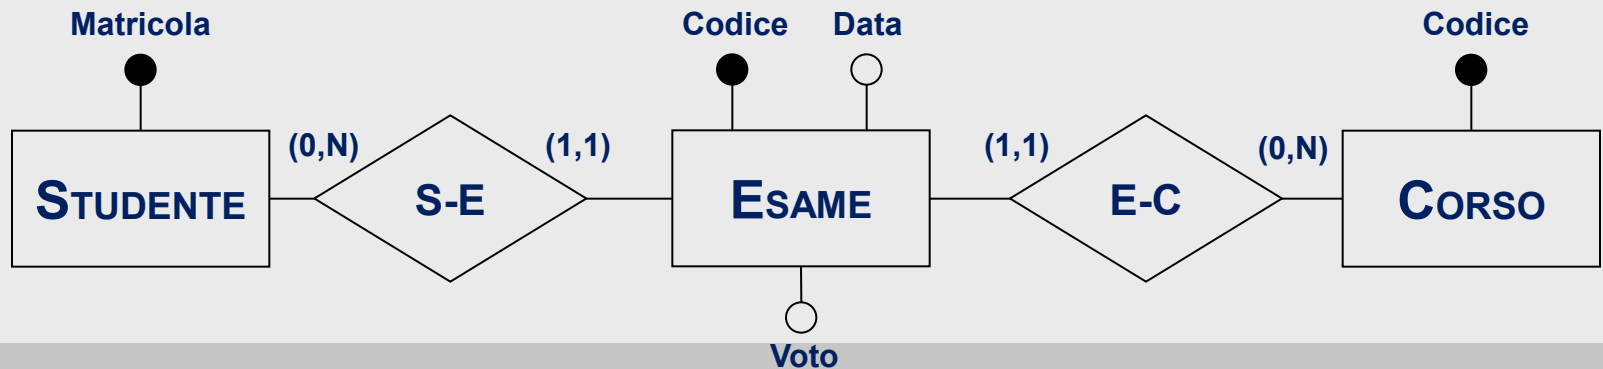 Matricola Codice Data Codice
(0,N) (1,1) (1,1) (0,N)
STUDENTE S-E ESAME E-C CORSO
Voto